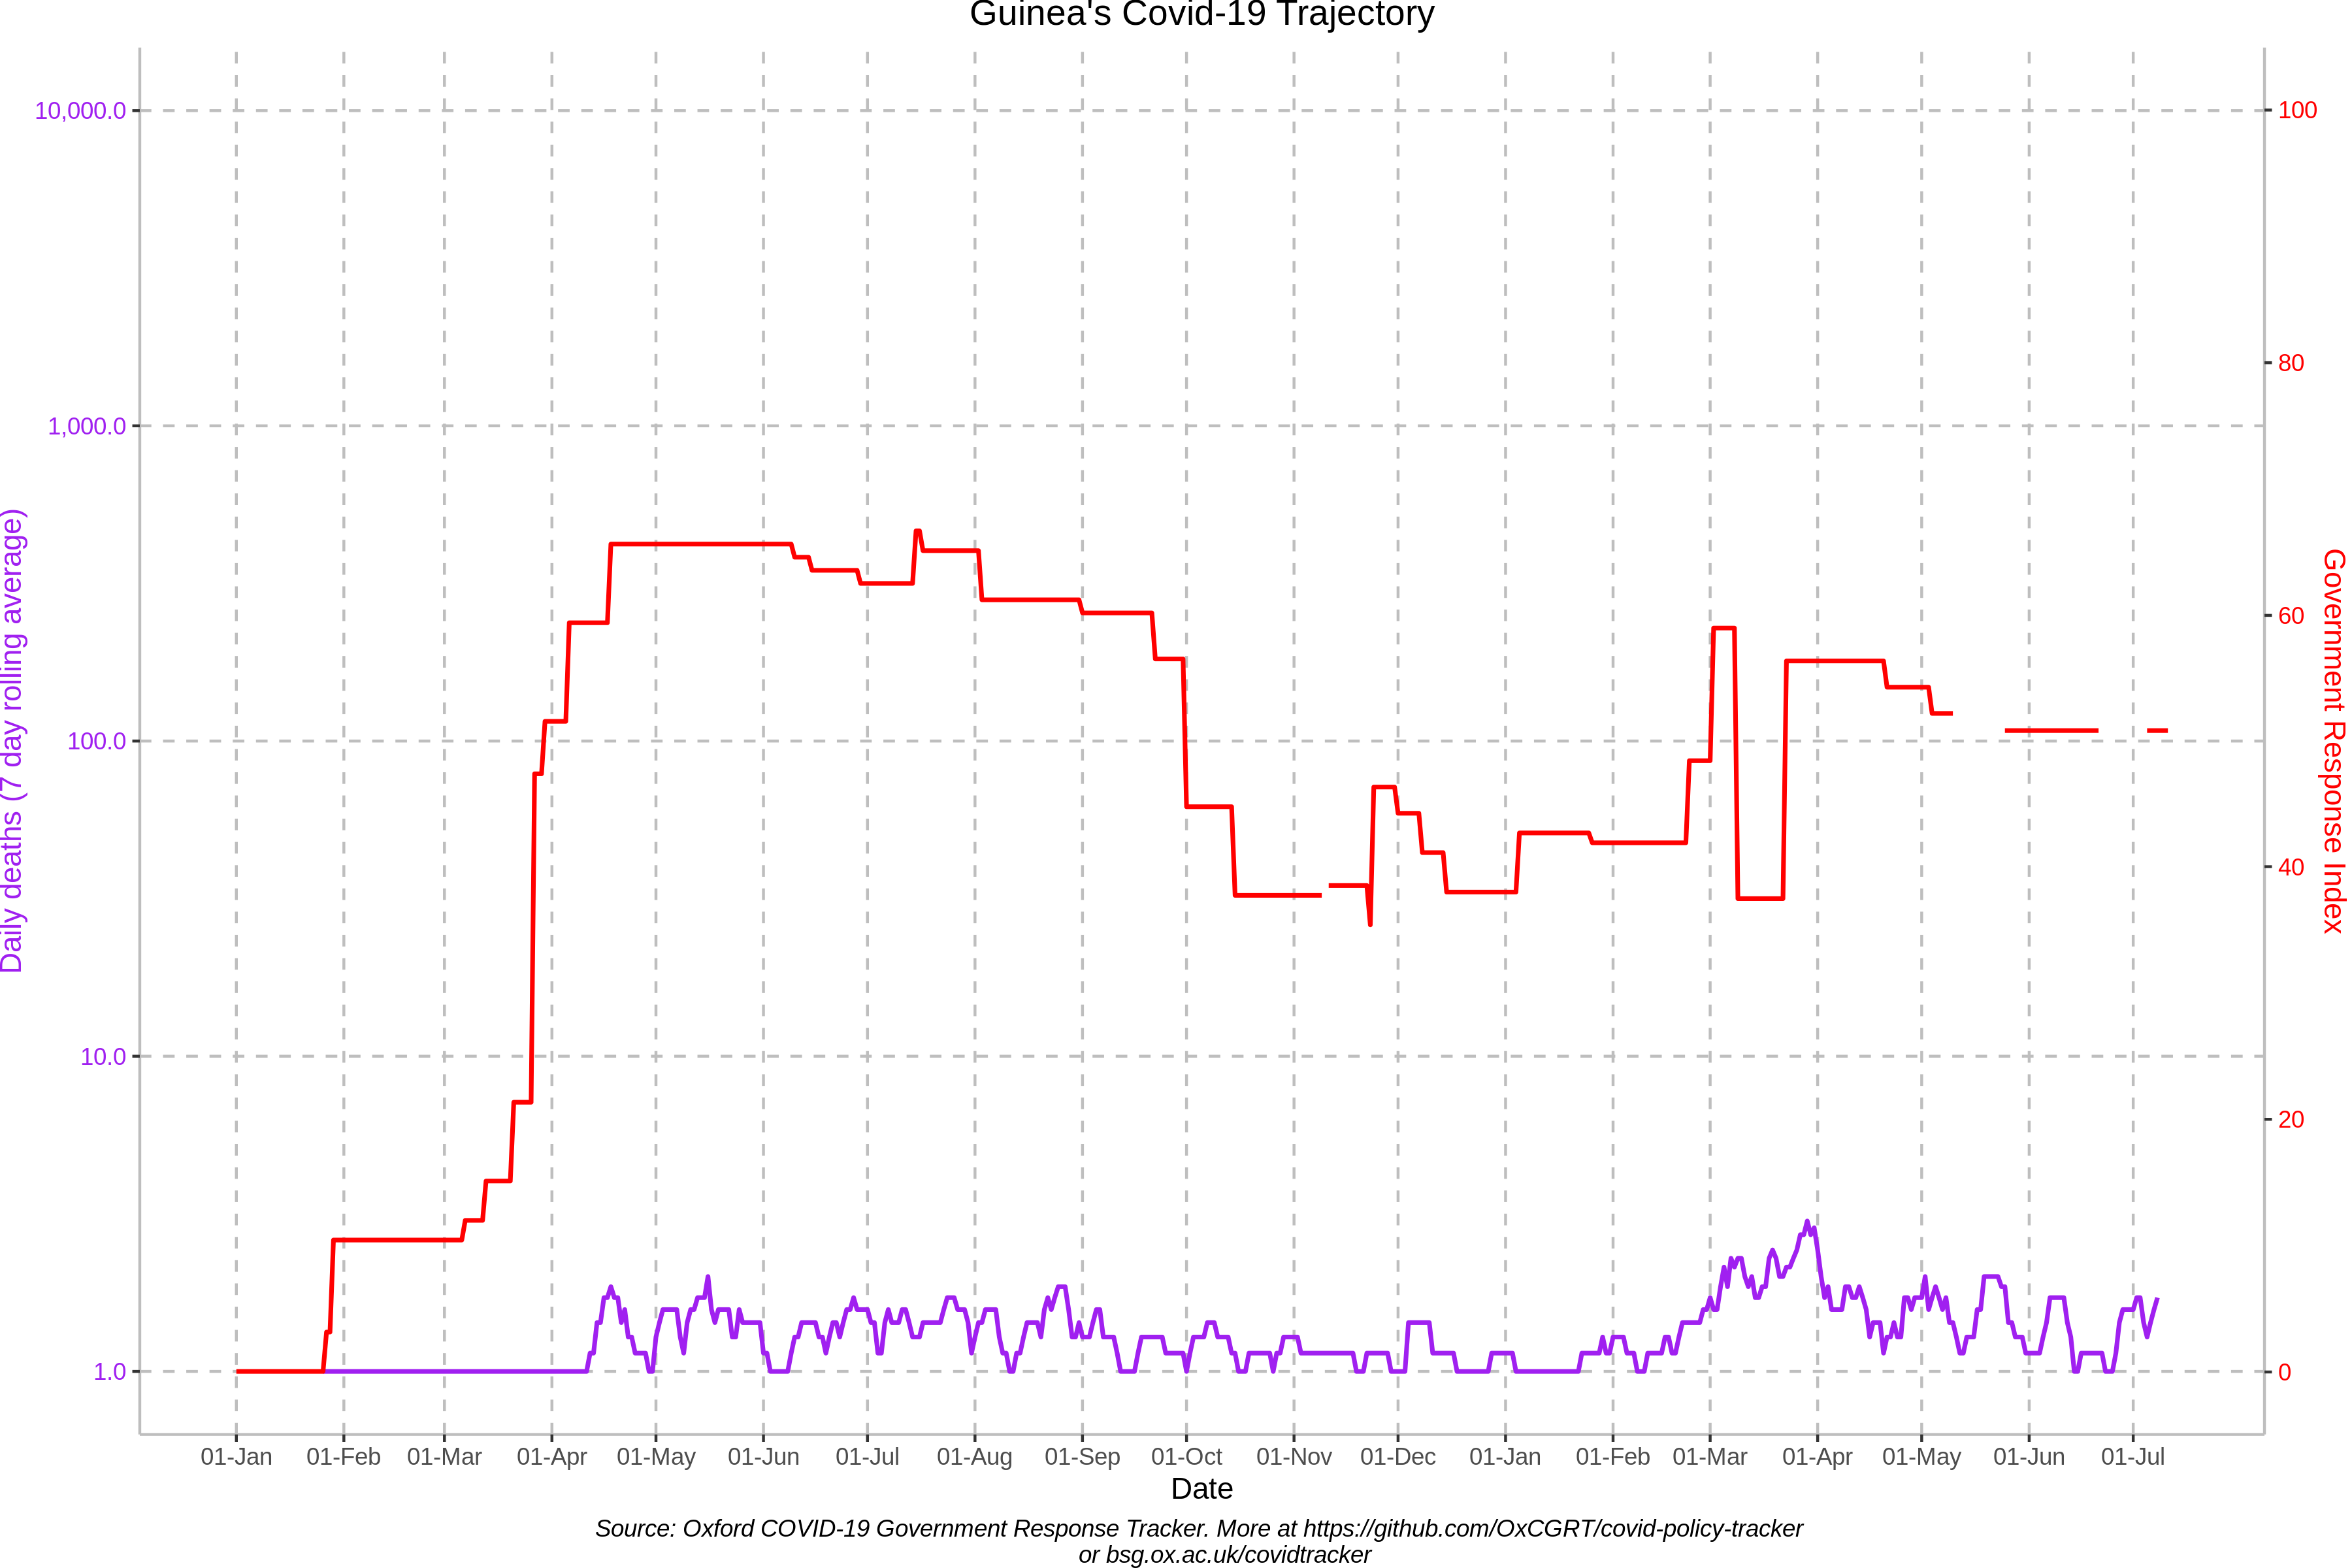 Guinea's Covid-19 Trajectory
10,000.0
1,000.0
100.0
10.0
1.0
Daily deaths (7 day rolling average)
100
80
60
40
20
0
Government Response Index
01-Jan 01-Feb 01-Mar 01-Apr 01-May 01-Jun 01-Jul 01-Aug 01-Sep 01-Oct 01-Nov 01-Dec 01-Jan 01-Feb 01-Mar 01-Apr 01-May 01-Jun 01-Jul
Date
Source: Oxford COVID-19 Government Response Tracker. More at https://github.com/OxCGRT/covid-policy-tracker
or bsg.ox.ac.uk/covidtracker